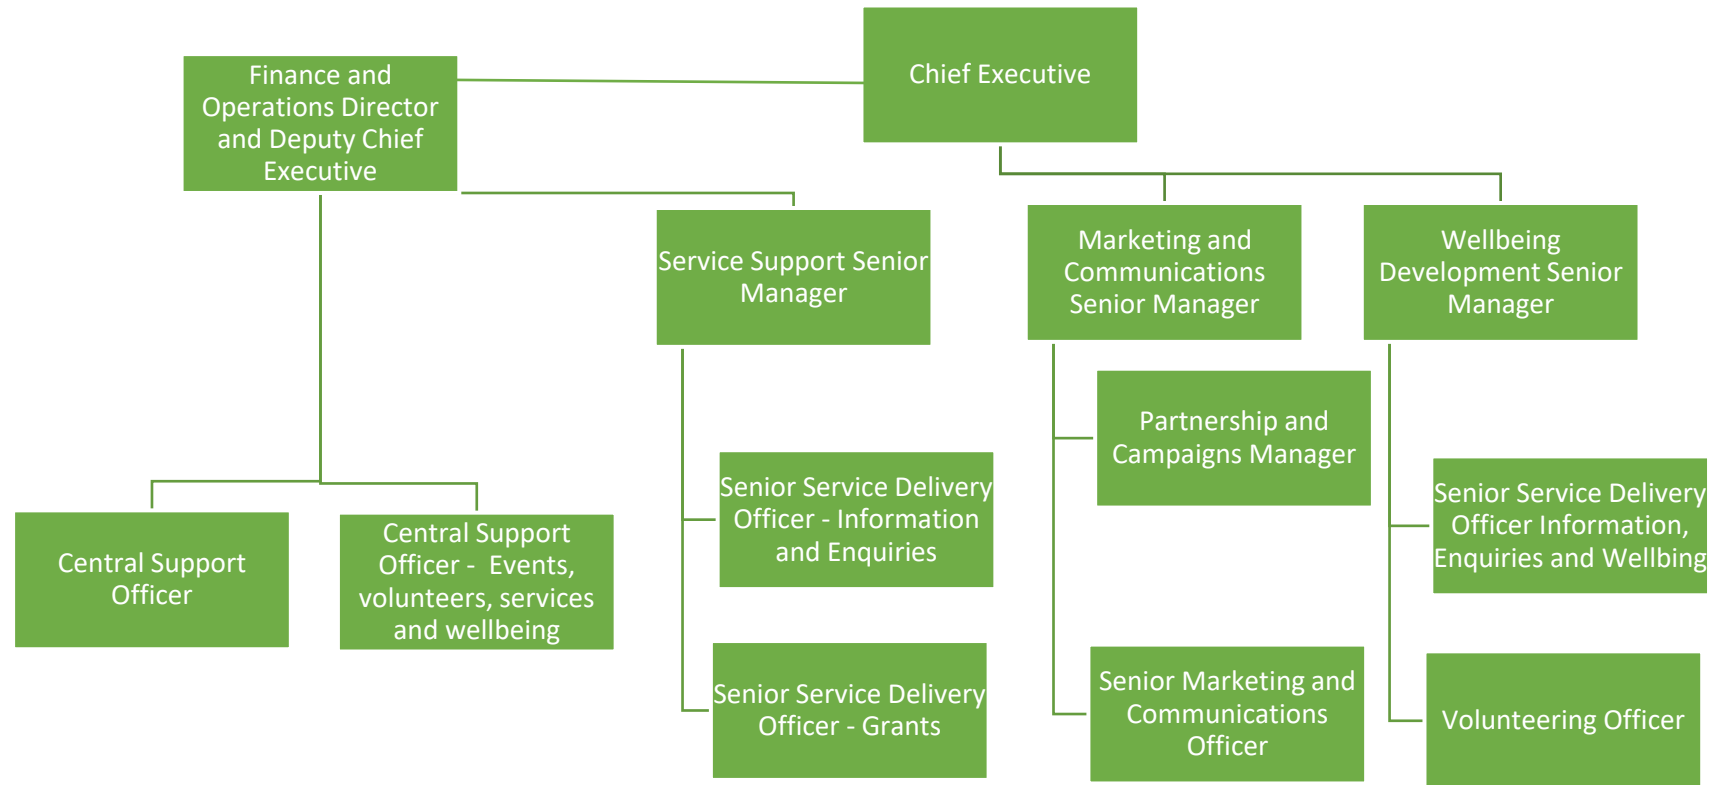 Chief Executive
Finance and
Operations Director
and Deputy Chief
Executive
Service Support Senior
Manager
Marketing and
Communications
Senior Manager
Wellbeing
Development Senior
Manager
Partnership and
Campaigns Manager
Senior Service Delivery
Officer - Information
and Enquiries
Senior Service Delivery
Officer Information,
Enquiries and Wellbing
Central Support
Officer
Central Support
Officer -  Events,
volunteers, services
and wellbeing
Senior Service Delivery
Officer - Grants
Senior Marketing and
Communications
Officer
Volunteering Officer